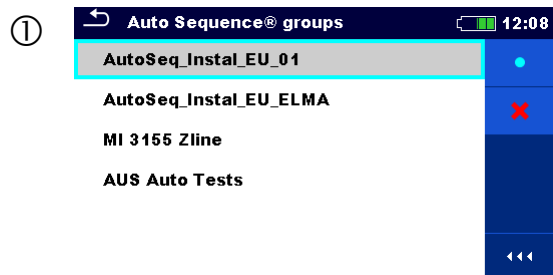 ①
Auto Sequence® groups 12:08
AutoSeq_Instal_EU_01
AutoSeq_Instal_EU_ELMA
MI 3155 Zline
AUS Auto Tests